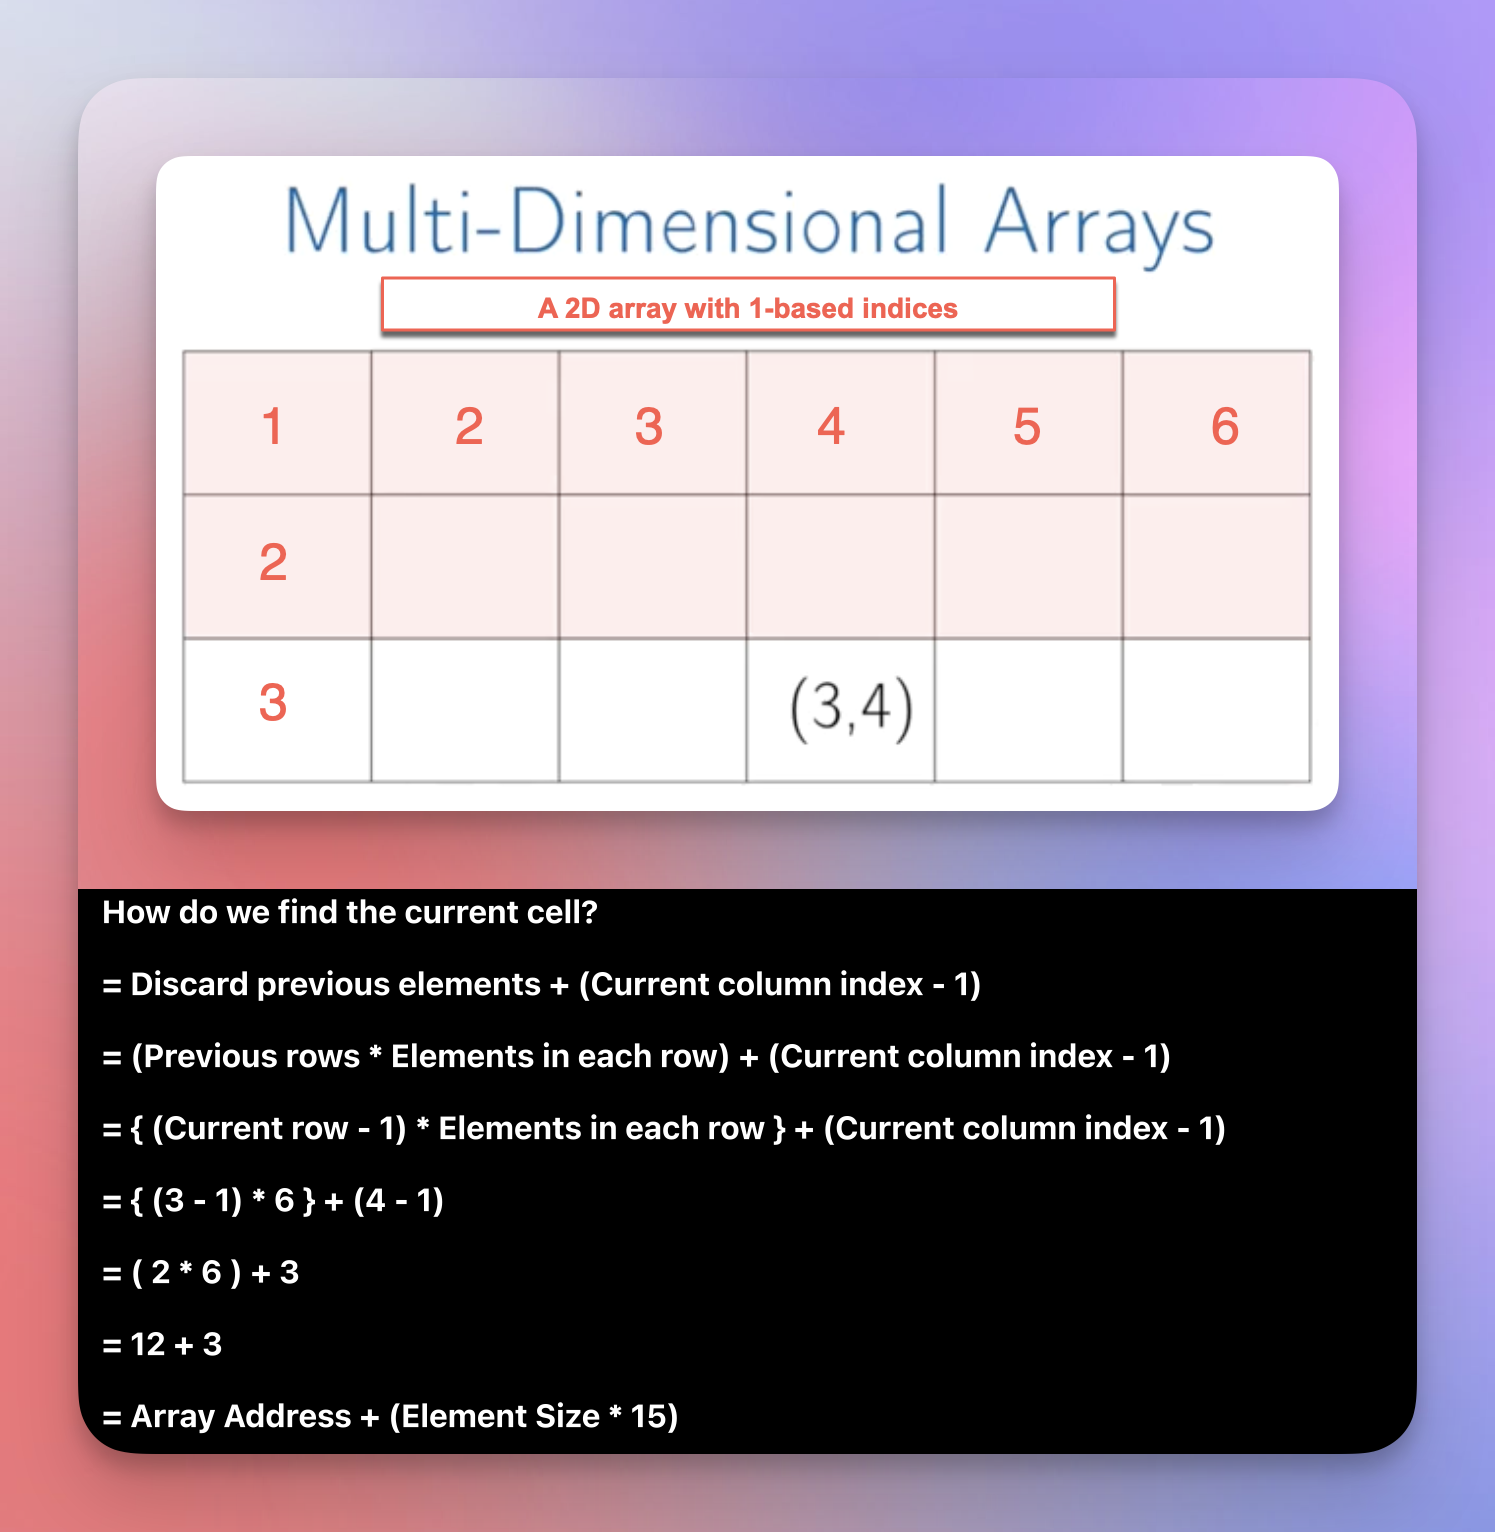 Multi-Dimensional Arrays
A 2D array with 1-based indices
1 2 3 4 5 6
2
3 (3,4)
How do we find the current cell?
= Discard previous elements + (Current column index - 1)
= (Previous rows * Elements in each row) + (Current column index - 1)
= { (Current row - 1) * Elements in each row } + (Current column index - 1)
= { (3 - 1) * 6 } + (4 - 1)
= ( 2 * 6 ) + 3
= 12 + 3
= Array Address + (Element Size * 15)